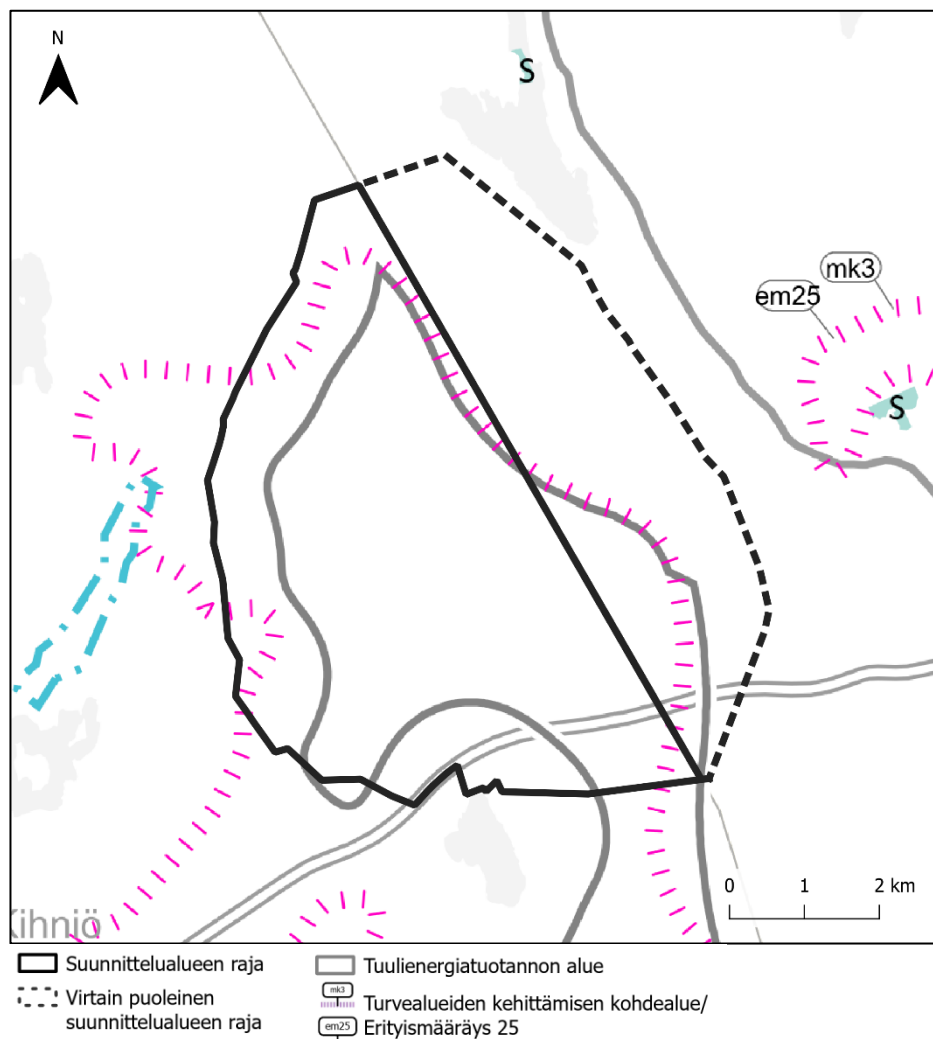 N
S
mk3
em25
S
Kihniö
0 1 2 km
Suunnittelualueen raja
Virtain puoleinen
suunnittelualueen raja
Tuulienergiatuotannon alue
mk3
Turvealueiden kehittämisen kohdealue/
em25
Erityismääräys 25